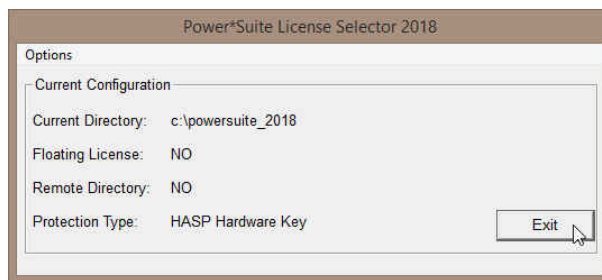 Power*Suite License Selector 2018
Options
Current Configuration
Current Directory: c:\powersuite_2018
Floating License: NO
Remote Directory: NO
Protection Type: HASP Hardware Key
Exit